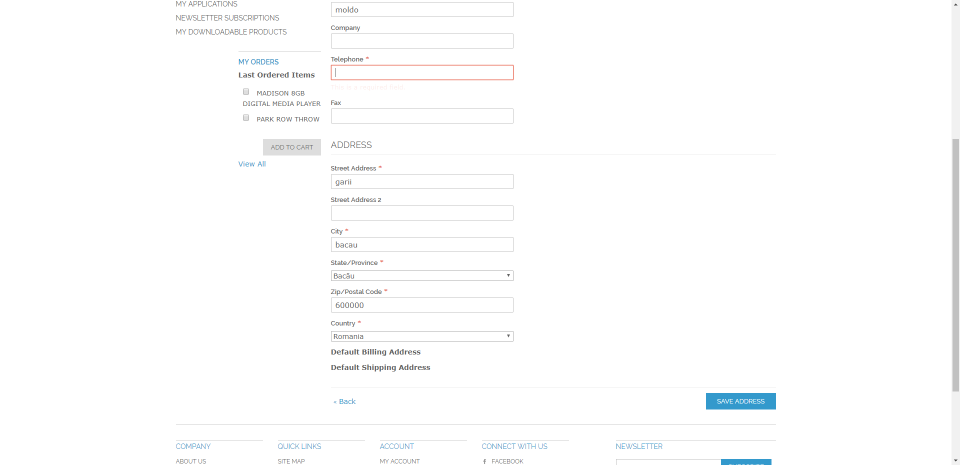 MY APPLICATIONS
NEWSLETTER SUBSCRIPTIONS
MY DOWNLOADABLE PRODUCTS
MY ORDERS
Last Ordered Items
MADISON 8GB
DIGITAL MEDIA PLAYER
PARK ROW THROW
ADD TO CART
View All
moldo
Company
Telephone *
Fax
ADDRESS
Street Address *
garii
Street Address 2
City *
bacau
State/Province *
Bacău
Zip/Postal Code *
600000
Country *
Romania
Default Billing Address
Default Shipping Address
« Back
SAVE ADDRESS
COMPANY
ABOUT US
QUICK LINKS
SITE MAP
ACCOUNT
MY ACCOUNT
CONNECT WITH US
FACEBOOK
NEWSLETTER